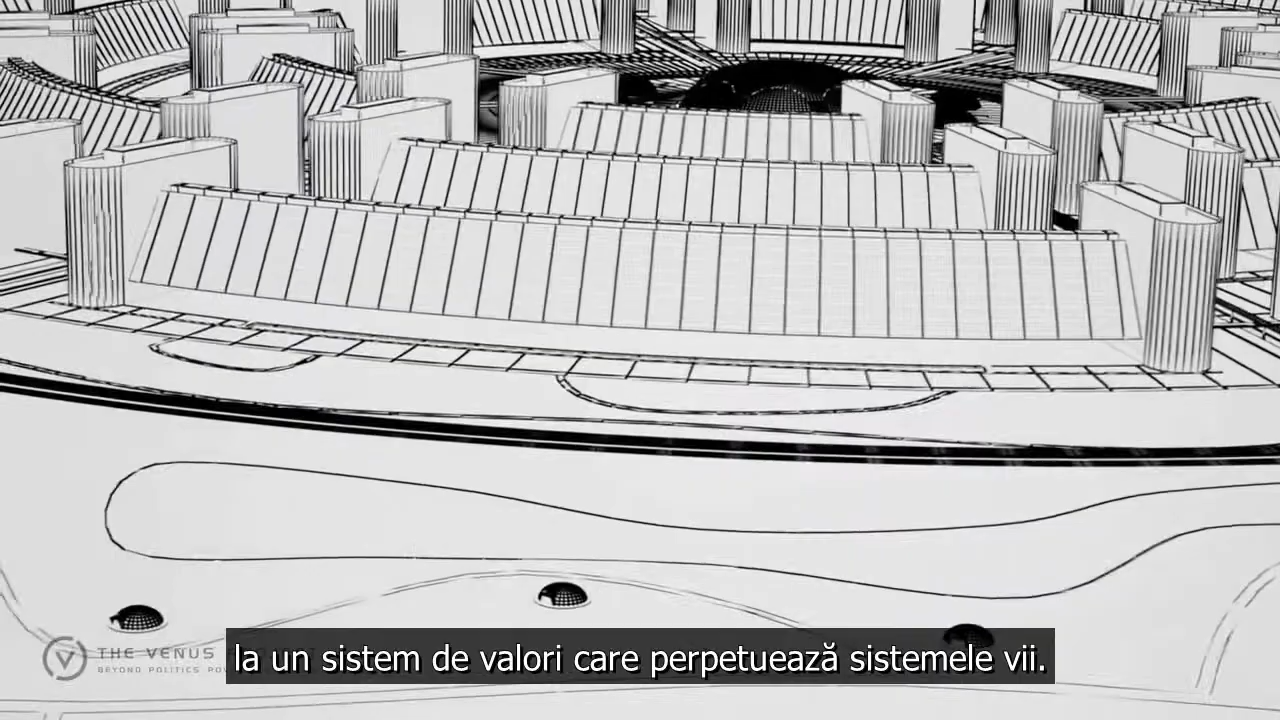 THE VENUS
BEYOND POLITICS
la un sistem de valori care perpetuează sistemele vii.